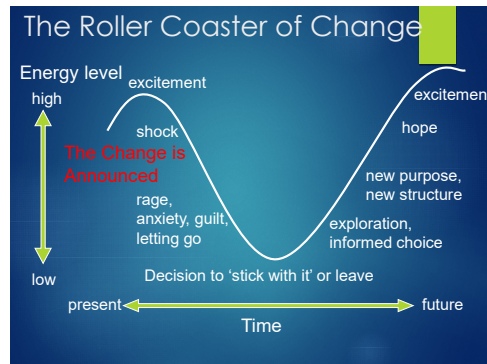 The Roller Coaster of Change
Energy level
high
excitement
excitemen
shock
hope
The Change is
Announced
new purpose,
new structure
rage,
anxiety, guilt,
letting go
exploration,
informed choice
low
Decision to 'stick with it' or leave
present
future
Time